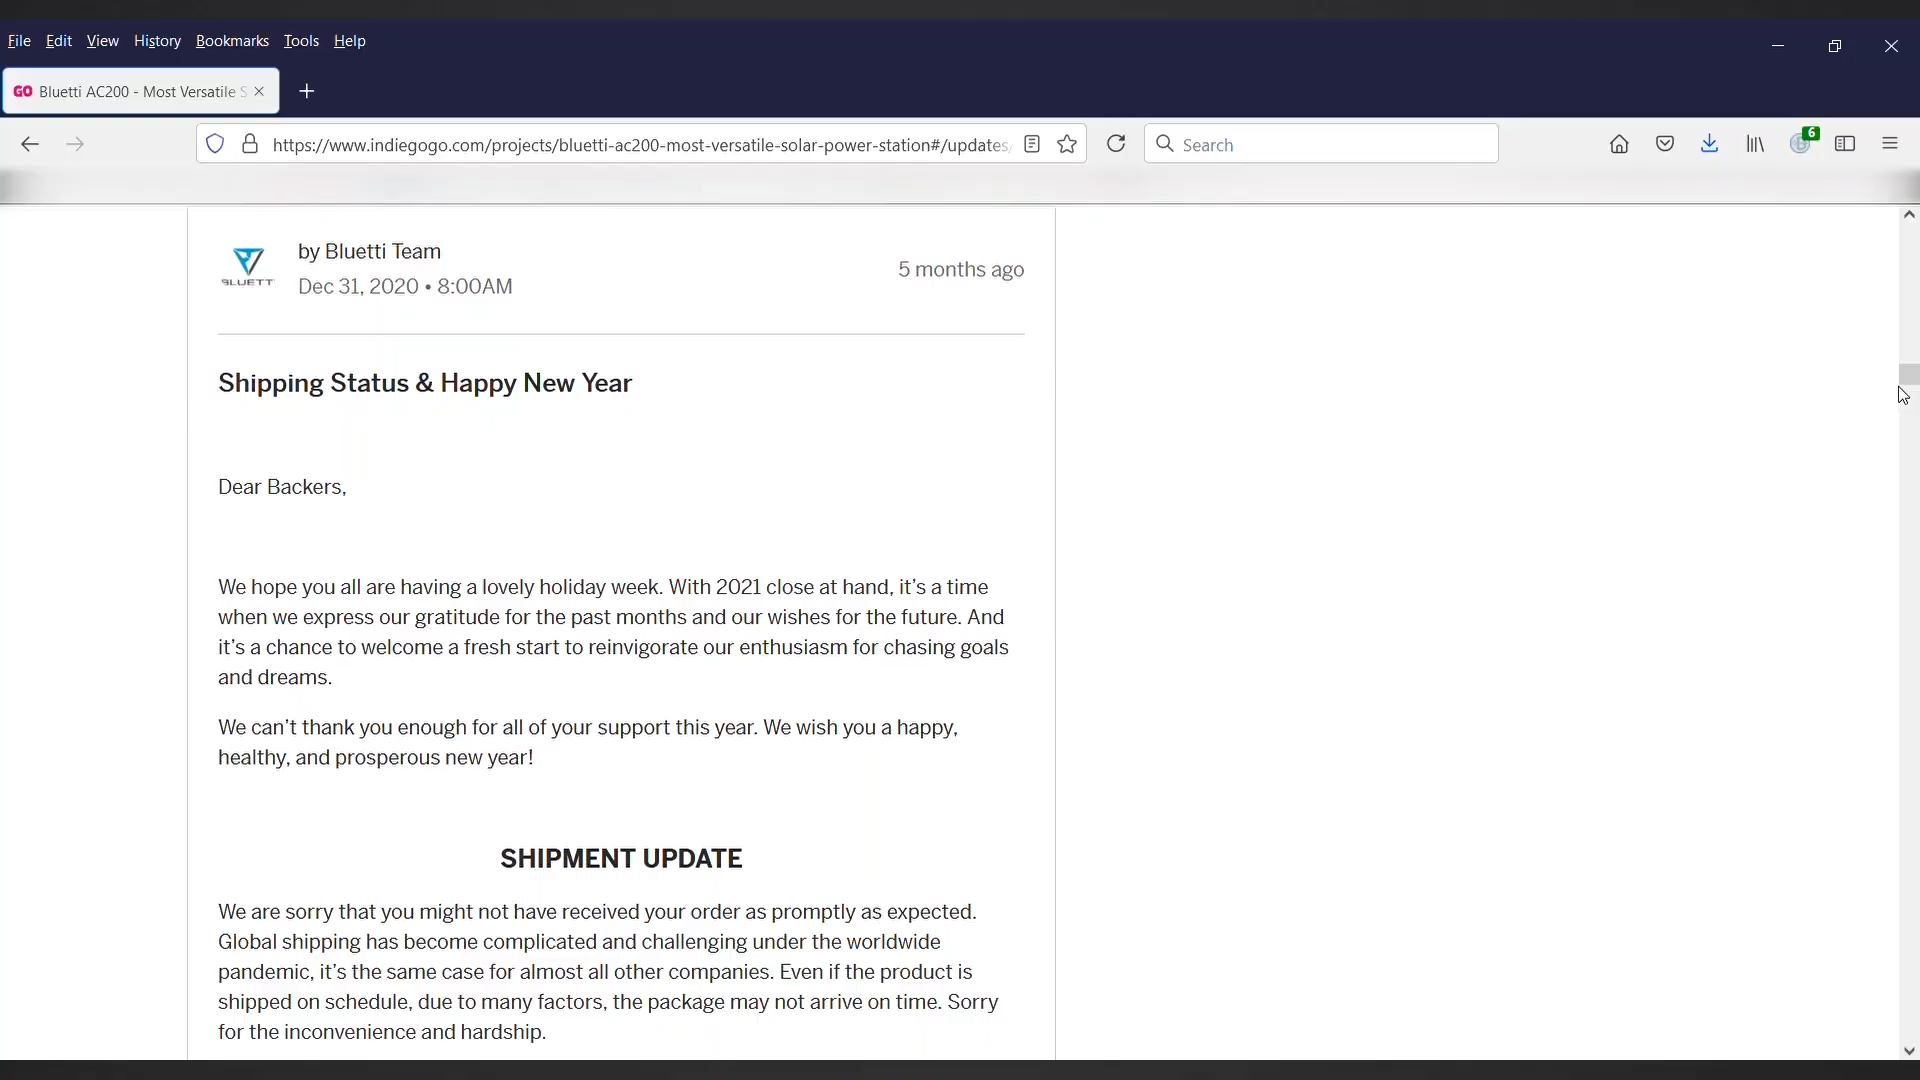 File Edit View History Bookmarks Tools Help
GO Bluetti AC200 - Most Versatile S
https://www.indiegogo.com/projects/bluetti-ac200-most-versatile-solar-power-station#/updates/
Search
6
BLUETTI
by Bluetti Team
Dec 31, 2020 • 8:00AM
5 months ago
Shipping Status & Happy New Year
Dear Backers,
We hope you all are having a lovely holiday week. With 2021 close at hand, it’s a time
when we express our gratitude for the past months and our wishes for the future. And
it’s a chance to welcome a fresh start to reinvigorate our enthusiasm for chasing goals
and dreams.
We can’t thank you enough for all of your support this year. We wish you a happy,
healthy, and prosperous new year!
SHIPMENT UPDATE
We are sorry that you might not have received your order as promptly as expected.
Global shipping has become complicated and challenging under the worldwide
pandemic, it’s the same case for almost all other companies. Even if the product is
shipped on schedule, due to many factors, the package may not arrive on time. Sorry
for the inconvenience and hardship.